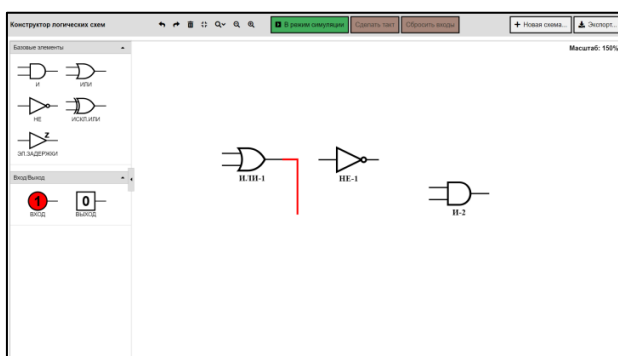 Конструктор логических схем
В режим симуляции
Сделать такт
Сбросить входы
+ Новая схема...
Экспорт...
Базовые элементы
Масштаб: 150%
И
ИЛИ
НЕ
ИСКЛ.ИЛИ
Z
ЭЛ.ЗАДЕРЖКИ
ИЛИ-1
НЕ-1
И-2
Вход/Выход
1
0
ВХОД
ВЫХОД